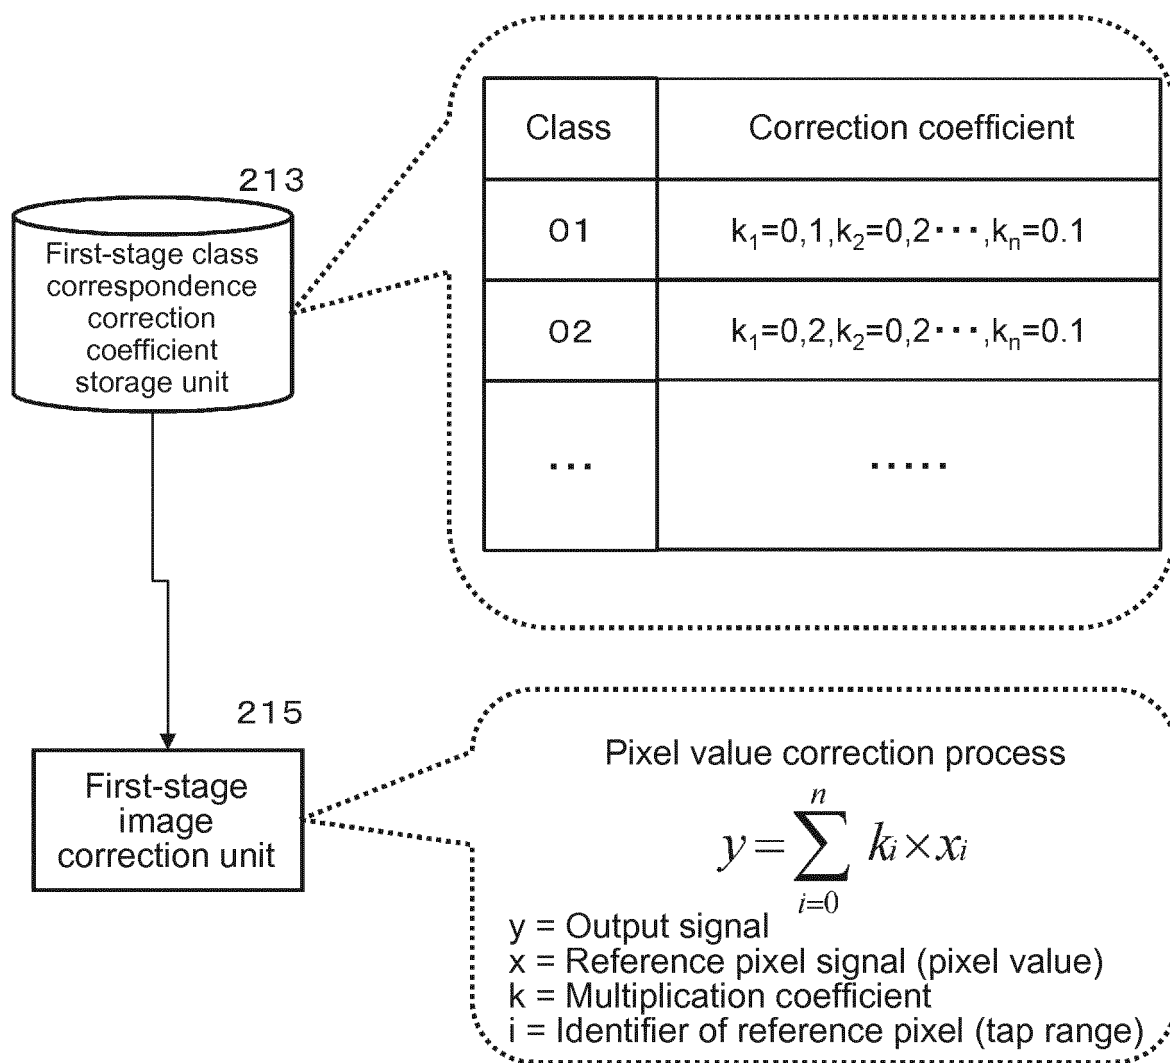 213
First-stage class
correspondence
correction
coefficient
storage unit
Class Correction coefficient
01 k₁=0,1,k₂=0,2･･･,kₙ=0.1
02 k₁=0,2,k₂=0,2･･･,kₙ=0.1
... .....
215
First-stage
image
correction unit
Pixel value correction process
n
y = ∑ kᵢ × xᵢ
i=0
y = Output signal
x = Reference pixel signal (pixel value)
k = Multiplication coefficient
i = Identifier of reference pixel (tap range)